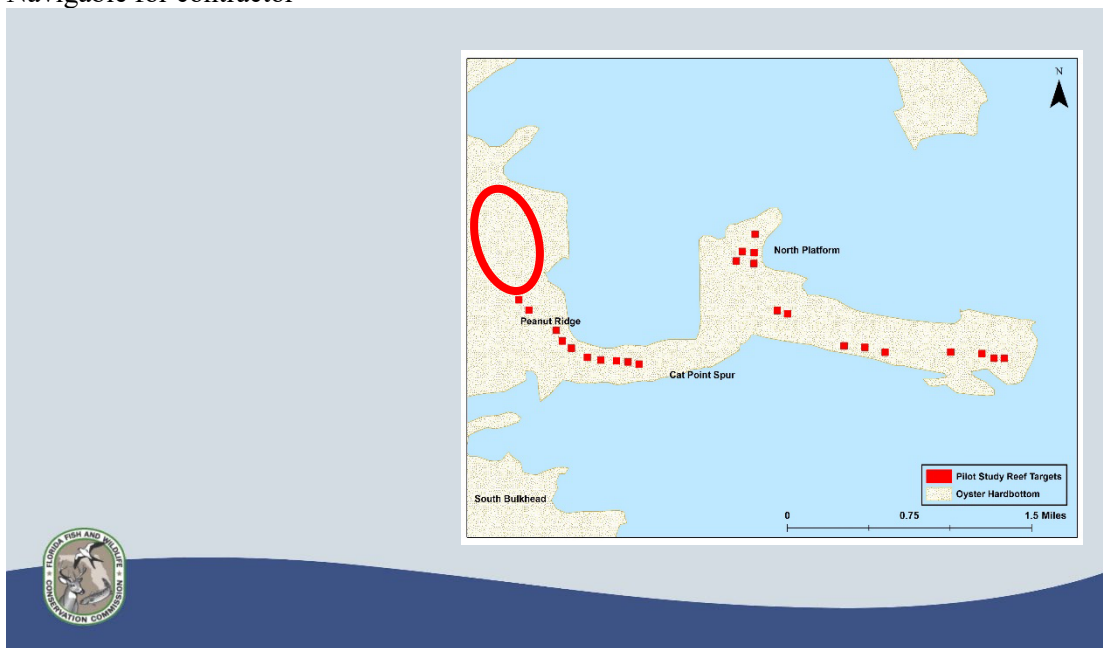 Navigable for contractor
N
North Platform
Peanut Ridge
Cat Point Spur
South Bulkhead
Pilot Study Reef Targets
Oyster Hardbottom
0 0.75 1.5 Miles
FLORIDA FISH AND WILDLIFE
CONSERVATION COMMISSION